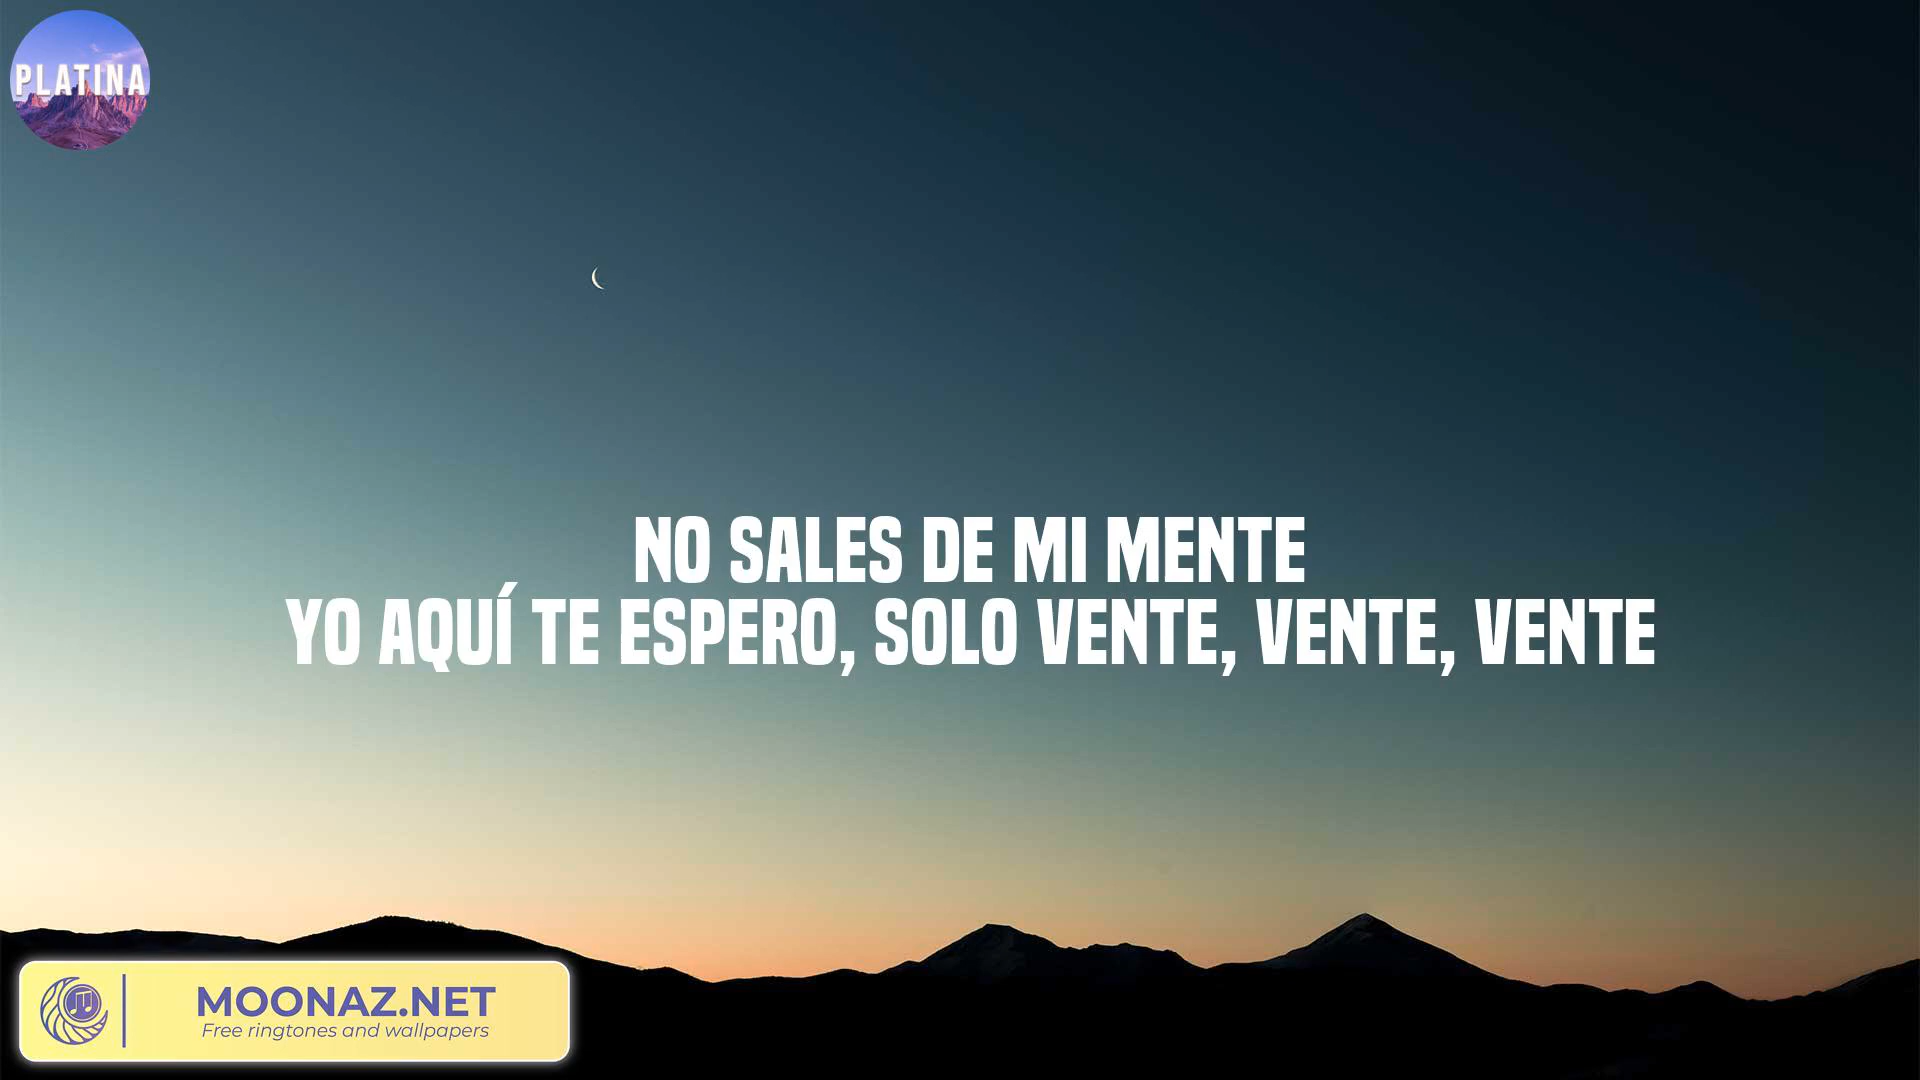 PLATINA
NO SALES DE MI MENTE
YO AQUÍ TE ESPERO, SOLO VENTE, VENTE, VENTE
MOONAZ.NET
Free ringtones and wallpapers